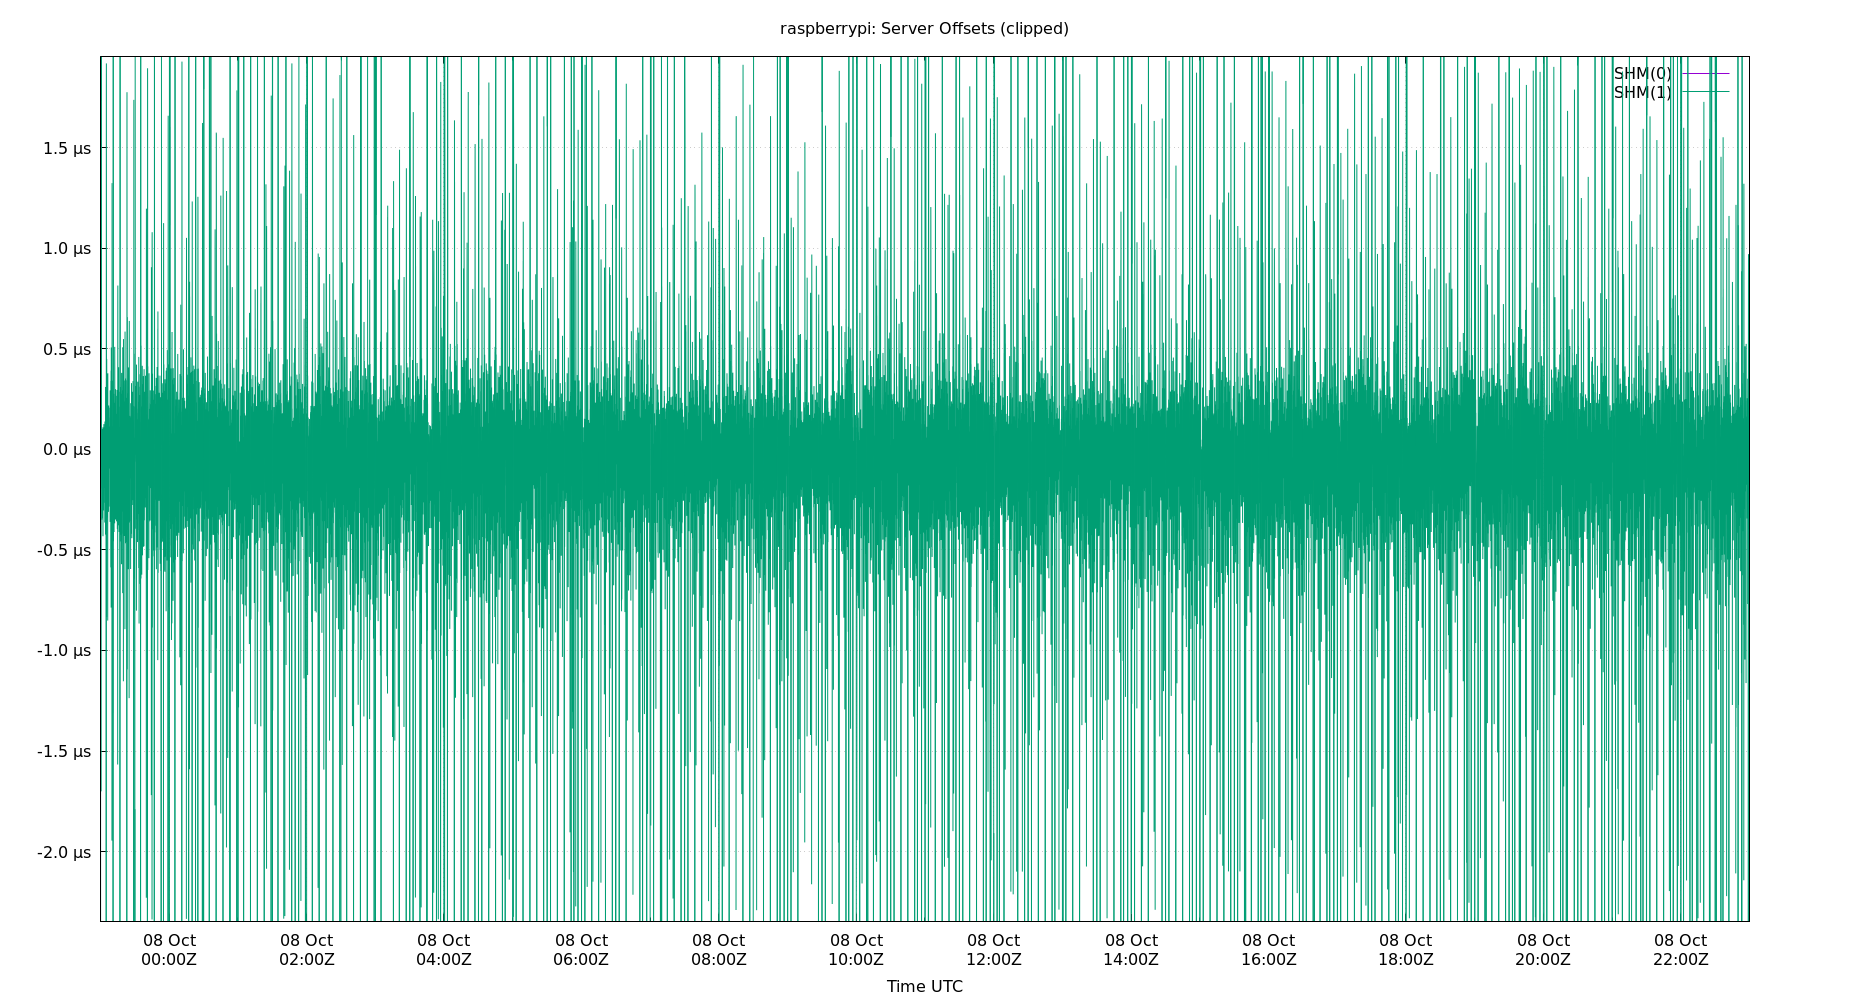 raspberrypi: Server Offsets (clipped)
SHM(0)
SHM(1)
1.5 µs
1.0 µs
0.5 µs
0.0 µs
-0.5 µs
-1.0 µs
-1.5 µs
-2.0 µs
08 Oct 08 Oct 08 Oct 08 Oct 08 Oct 08 Oct 08 Oct 08 Oct 08 Oct 08 Oct 08 Oct 08 Oct
00:00Z 02:00Z 04:00Z 06:00Z 08:00Z 10:00Z 12:00Z 14:00Z 16:00Z 18:00Z 20:00Z 22:00Z
Time UTC